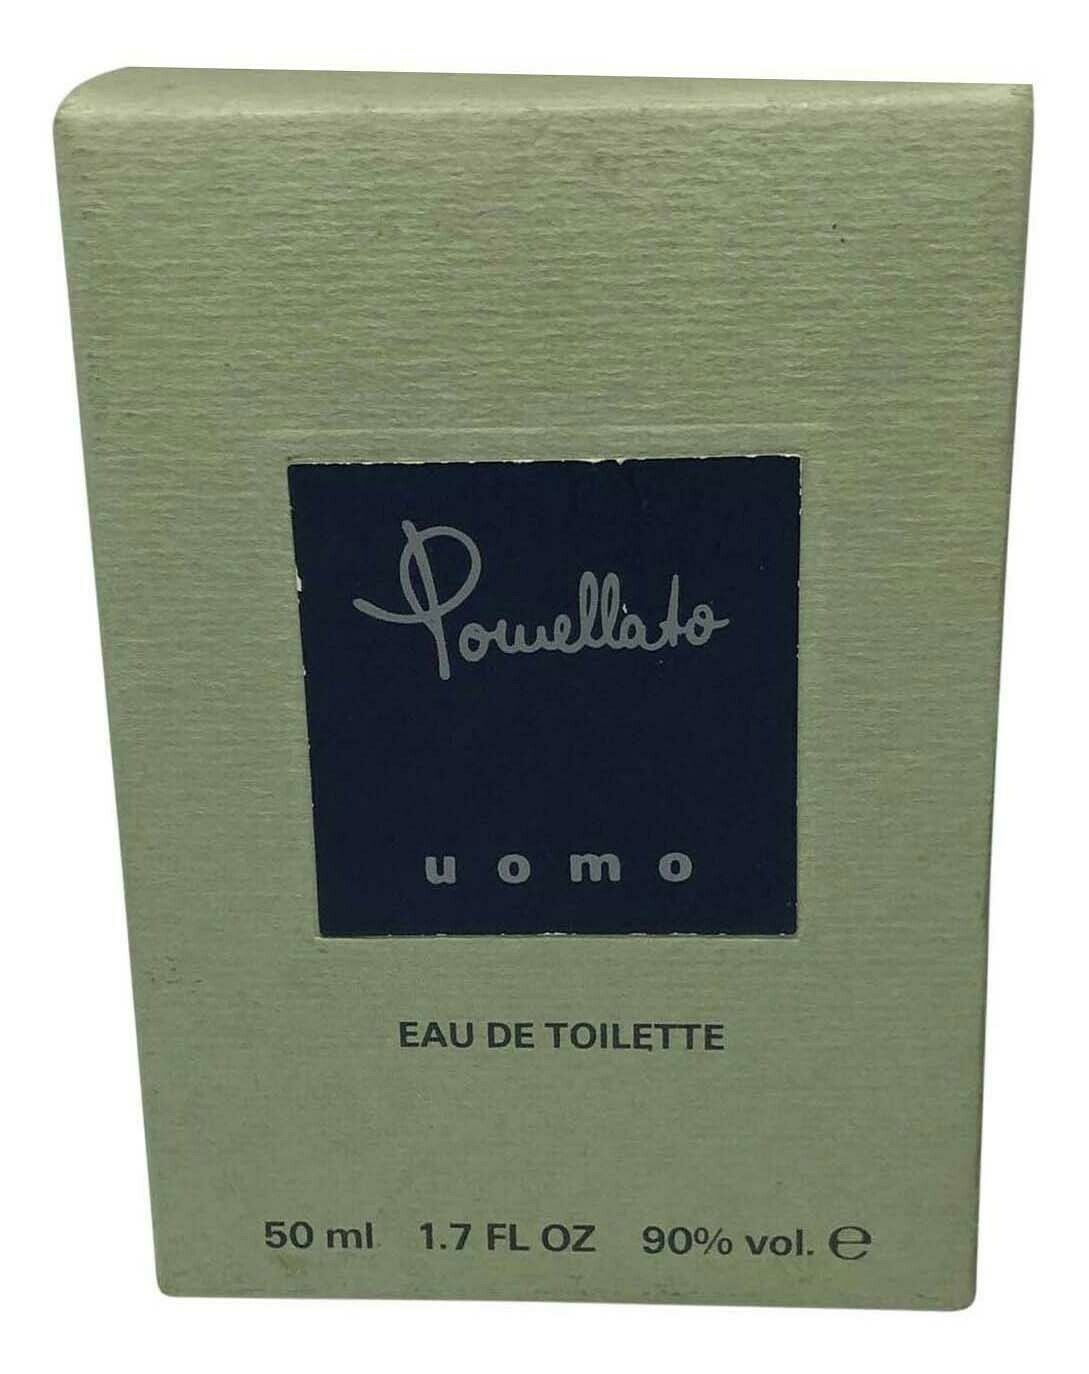 Pomellato
uomo
EAU DE TOILETTE
50 ml 1.7 FL OZ 90% vol. ℮